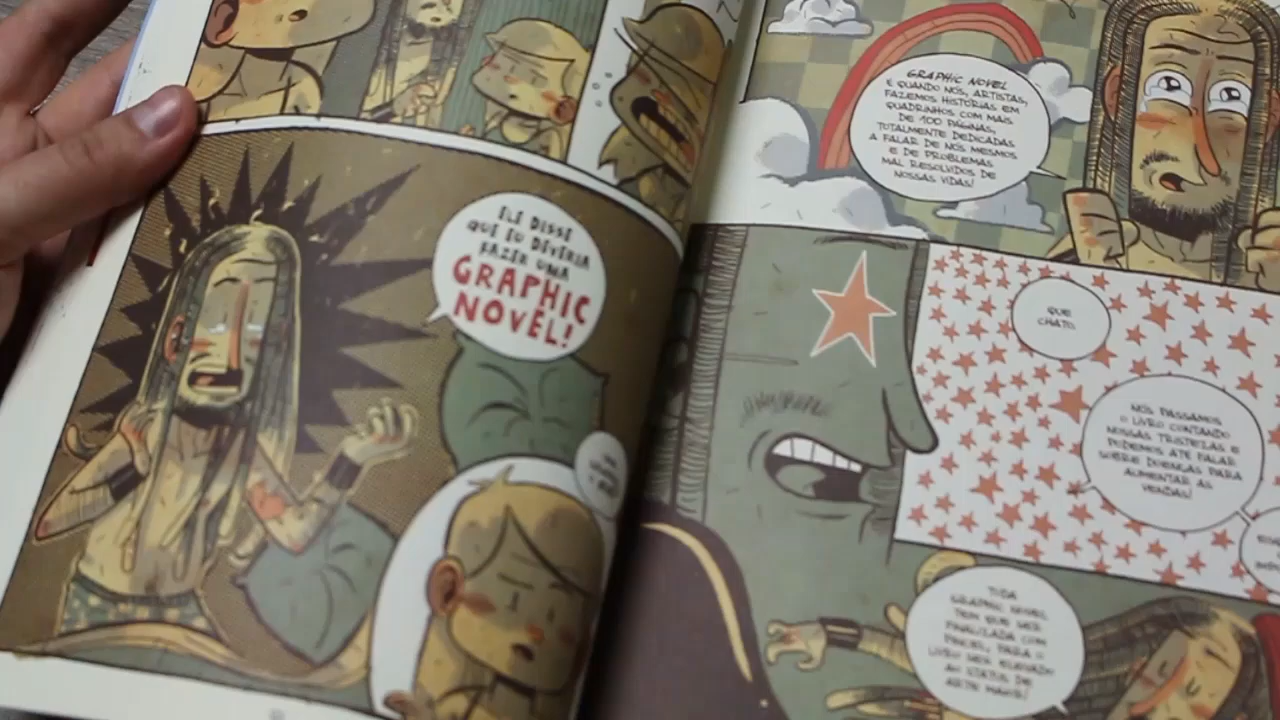 ELE DISSE
QUE EU DEVERIA
FAZER UMA
GRAPHIC
NOVEL!
GRAPHIC NOVEL
É QUANDO NÓS, ARTISTAS,
FAZEMOS HISTÓRIAS EM
QUADRINHOS COM MAIS
DE 100 PÁGINAS,
TOTALMENTE DEDICADAS
A FALAR DE NÓS MESMOS
E DE PROBLEMAS
MAL RESOLVIDOS DE
NOSSAS VIDAS!
QUE
CHATO
NÓS PASSAMOS
O LIVRO CONTANDO
NOSSAS TRISTEZAS E
PODEMOS ATÉ FALAR
SOBRE DOENÇAS PARA
AUMENTAR AS
VENDAS!
TODA
GRAPHIC NOVEL
TEM QUE SER
FINALIZADA COM
PINCEL, PARA O
LIVRO SER ELEVADO
AO STATUS DE
ARTE MAIOR!